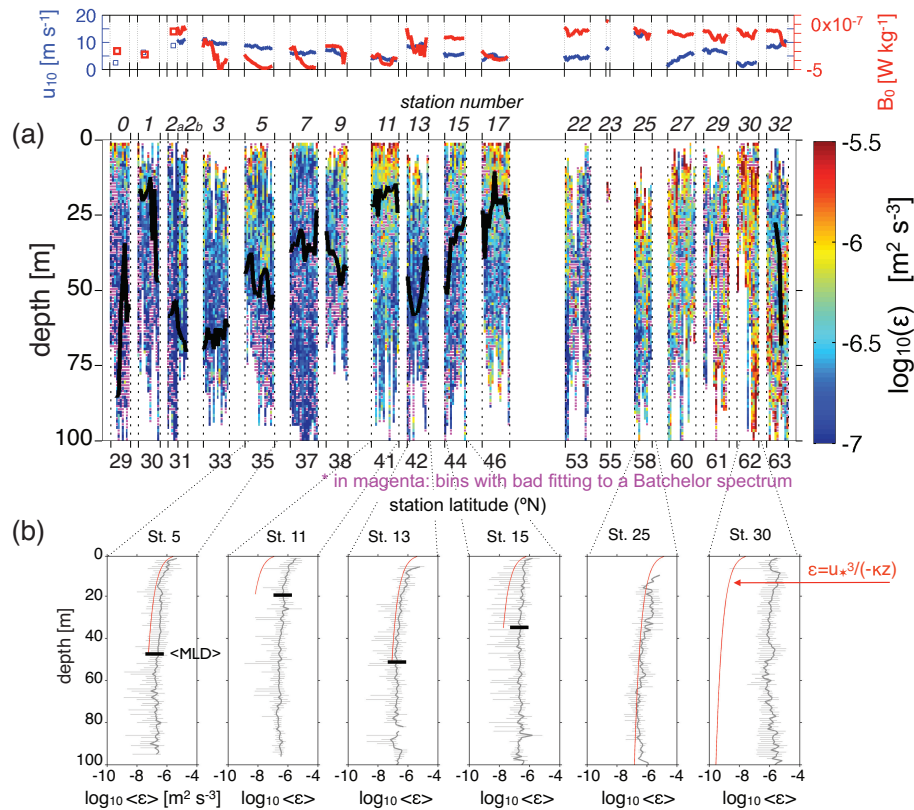 20
10
0
u10 [m s-1]
0x10-7
-5
B0 [W kg-1]
station number
(a)
0 1 2a 2b 3 5 7 9 11 13 15 17 22 23 25 27 29 30 32
0
25
50
75
100
depth [m]
-5.5
-6
-6.5
-7
log10(ε) [m2 s-3]
29 30 31 33 35 37 38 41 42 44 46 53 55 58 60 61 62 63
* in magenta: bins with bad fitting to a Batchelor spectrum
station latitude (ºN)
(b)
St. 5 St. 11 St. 13 St. 15 St. 25 St. 30
0
20
40
60
80
100
depth [m]
<MLD>
ε=u*3/(-κz)
-10 -8 -6 -4 -10 -8 -6 -4 -10 -8 -6 -4 -10 -8 -6 -4 -10 -8 -6 -4 -10 -8 -6 -4
log10 <ε> [m2 s-3] log10 <ε> log10 <ε> log10 <ε> log10 <ε> log10 <ε>